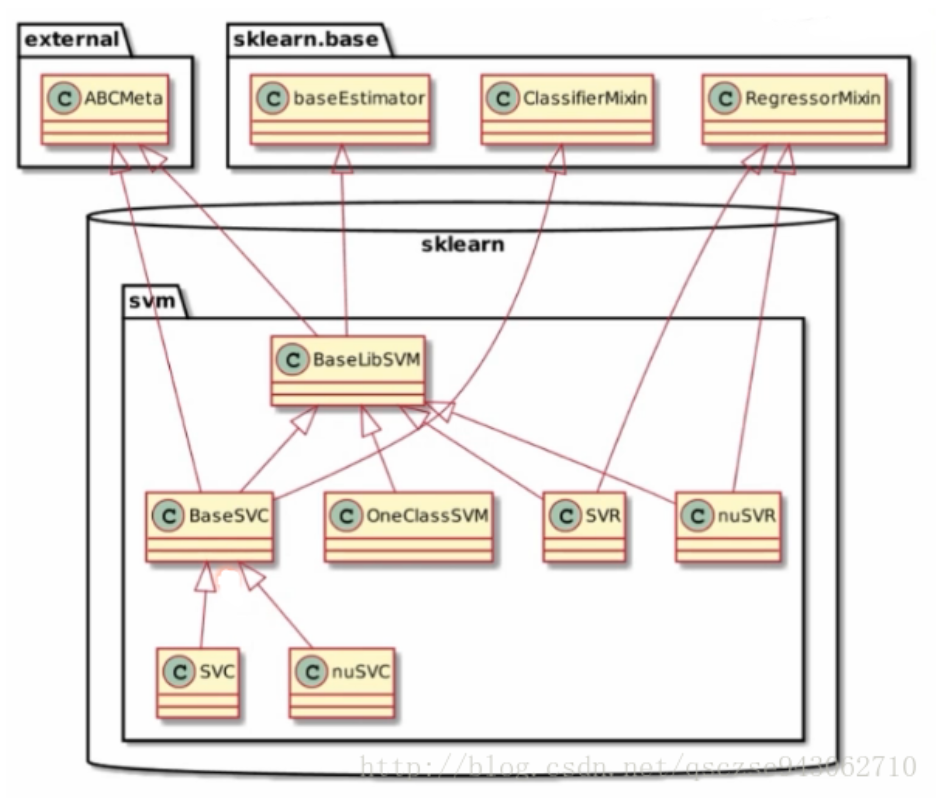 external
sklearn.base
C ABCMeta
C baseEstimator
C ClassifierMixin
C RegressorMixin
sklearn
svm
C BaseLibSVM
C BaseSVC
C OneClassSVM
C SVR
C nuSVR
C SVC
C nuSVC
http://blog.csdn.net/qsczse943062710